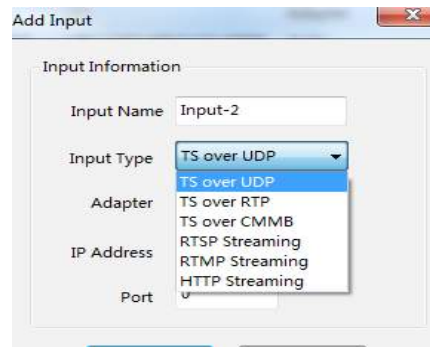 Add Input
Input Information
Input Name Input-2
Input Type TS over UDP
TS over UDP
Adapter TS over RTP
TS over CMMB
IP Address RTSP Streaming
RTMP Streaming
HTTP Streaming
Port 0